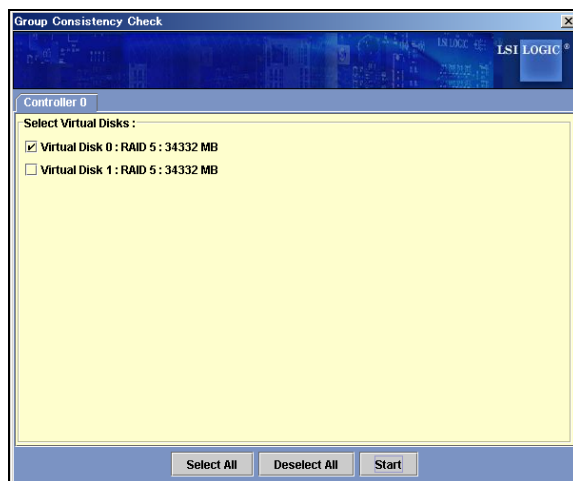 Group Consistency Check
LSI LOGIC
LSI LOGIC ®
Controller 0
Select Virtual Disks :
Virtual Disk 0 : RAID 5 : 34332 MB
Virtual Disk 1 : RAID 5 : 34332 MB
Select All
Deselect All
Start